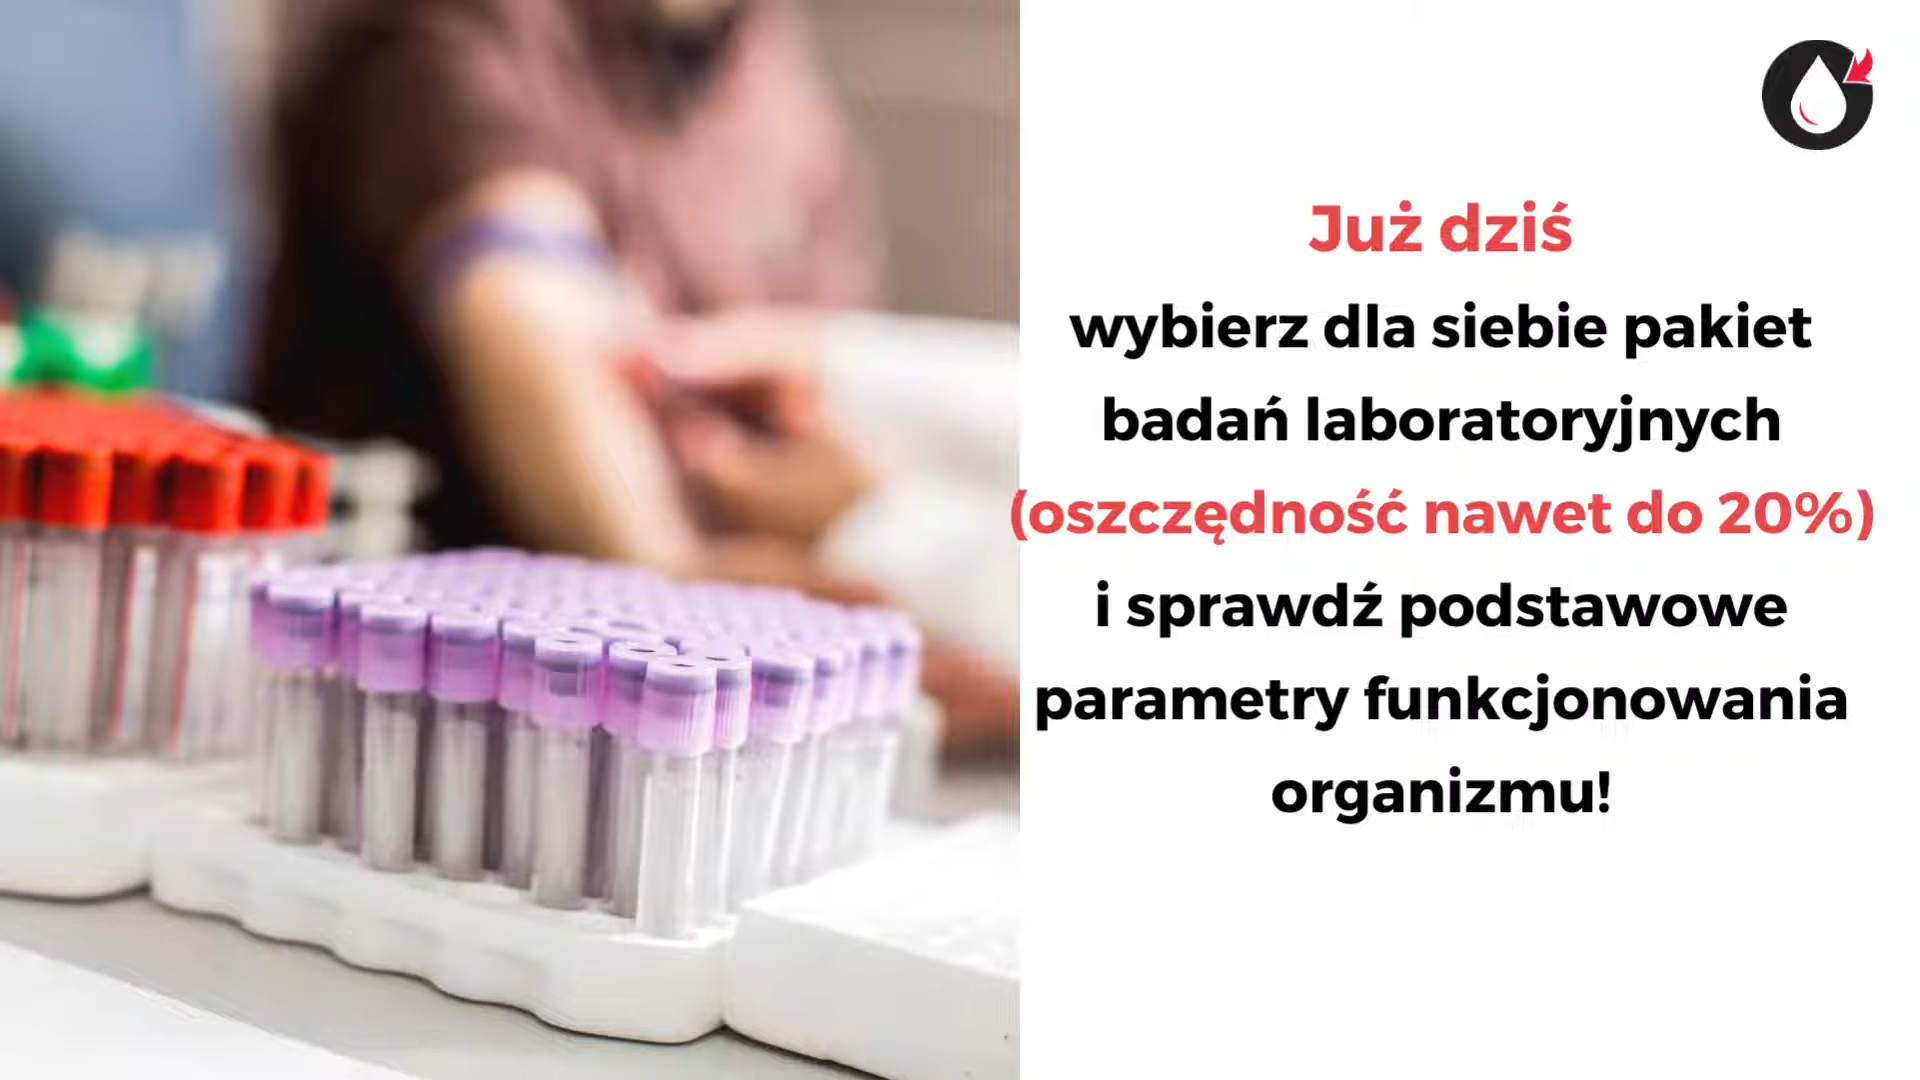 Już dziś
wybierz dla siebie pakiet
badań laboratoryjnych
(oszczędność nawet do 20%)
i sprawdź podstawowe
parametry funkcjonowania
organizmu!